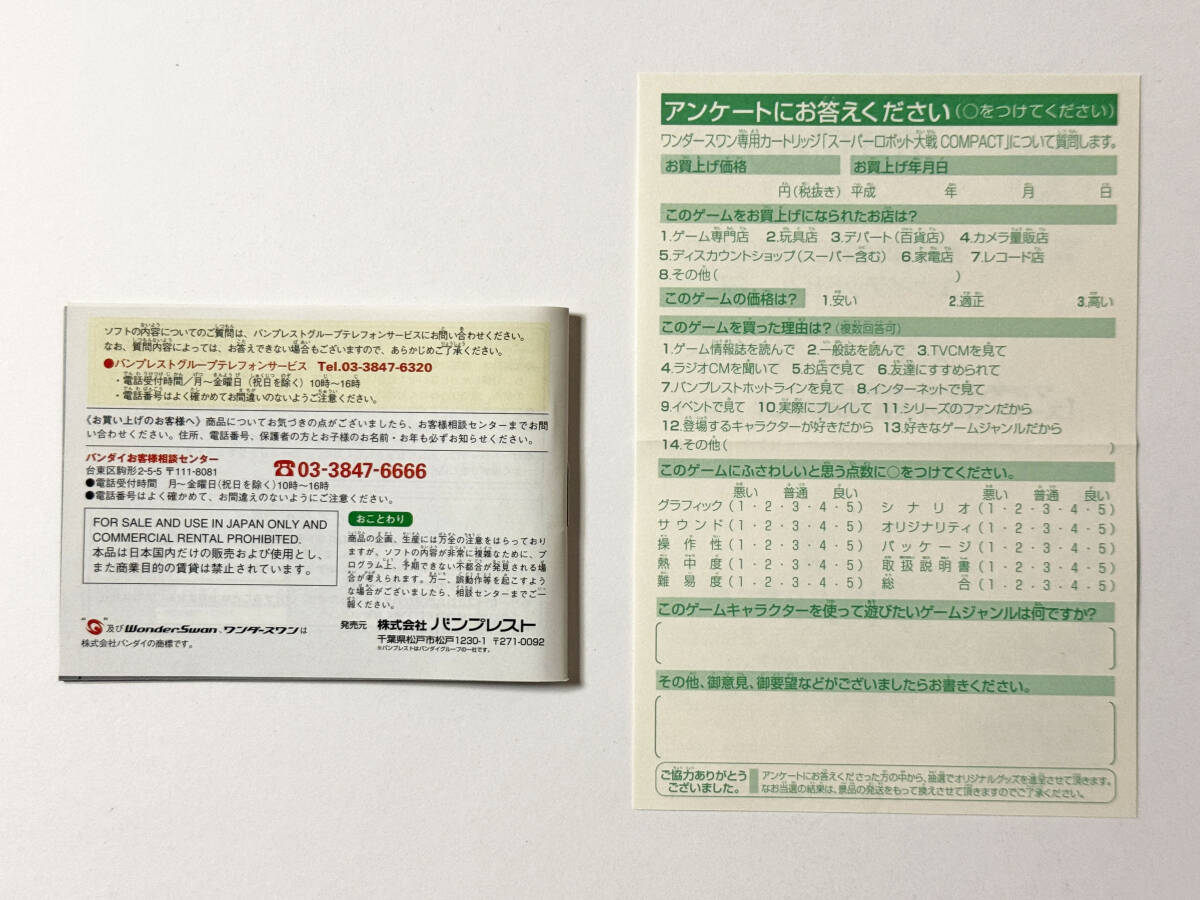 ソフトの内容についてのご質問は、バンプレストグループテレフォンサービスにお問い合わせください。
なお、質問内容によっては、お答えできない場合もございますので、あらかじめご了承ください。
●バンプレストグループテレフォンサービス Tel.03-3847-6320
・電話受付時間/月〜金曜日(祝日を除く)10時〜16時
・電話番号はよく確かめてお間違えのないようにご注意ください。
《お買い上げのお客様へ》商品についてお気づきの点がございましたら、お客様相談センターまでお問
い合わせください。住所、電話番号、保護者の方とお子様のお名前・お年も必ずお知らせください。
バンダイお客様相談センター
台東区駒形2-5-5 〒111-8081
☎03-3847-6666
●電話受付時間 月〜金曜日(祝日を除く)10時〜16時
●電話番号はよく確かめて、お間違えのないようにご注意ください。
FOR SALE AND USE IN JAPAN ONLY AND
COMMERCIAL RENTAL PROHIBITED.
本品は日本国内だけの販売および使用とし、
また商業目的の賃貸は禁止されています。
おことわり
商品の企画、生産には万全の注意をはらっており
ますが、ソフトの内容が非常に複雑なために、プ
ログラム上、予期できない不都合が発見される場
合が考えられます。万一、誤動作等を起こすよう
な場合がございましたら、相談センターまでご一
報ください。
及びWonderSwan、ワンダースワンは
株式会社バンダイの商標です。
発売元 株式会社 バンプレスト
千葉県松戸市松戸1230-1 〒271-0092
※バンプレストはバンダイグループの一社です。
アンケートにお答えください(○をつけてください)
ワンダースワン専用カートリッジ「スーパーロボット大戦 COMPACT」について質問します。
お買上げ価格 お買上げ年月日
円(税抜き) 平成 年 月 日
このゲームをお買上げになられたお店は?
1.ゲーム専門店 2.玩具店 3.デパート(百貨店) 4.カメラ量販店
5.ディスカウントショップ(スーパー含む) 6.家電店 7.レコード店
8.その他( )
このゲームの価格は? 1.安い 2.適正 3.高い
このゲームを買った理由は?(複数回答可)
1.ゲーム情報誌を読んで 2.一般誌を読んで 3.TVCMを見て
4.ラジオCMを聞いて 5.お店で見て 6.友達にすすめられて
7.バンプレストホットラインを見て 8.インターネットで見て
9.イベントで見て 10.実際にプレイして 11.シリーズのファンだから
12.登場するキャラクターが好きだから 13.好きなゲームジャンルだから
14.その他( )
このゲームにふさわしいと思う点数に○をつけてください。
悪い 普通 良い 悪い 普通 良い
グラフィック(1・2・3・4・5) シナリオ(1・2・3・4・5)
サウンド(1・2・3・4・5) オリジナリティ(1・2・3・4・5)
操作性(1・2・3・4・5) パッケージ(1・2・3・4・5)
熱中度(1・2・3・4・5) 取扱説明書(1・2・3・4・5)
難易度(1・2・3・4・5) 総合(1・2・3・4・5)
このゲームキャラクターを使って遊びたいゲームジャンルは何ですか?
その他、御意見、御要望などがございましたらお書きください。
ご協力ありがとう
ございました。
アンケートにお答えくださった方の中から、抽選でオリジナルグッズを進呈させて頂きます。
なお当選の結果は、景品の発送をもって換えさせて頂きますのでご了承ください。